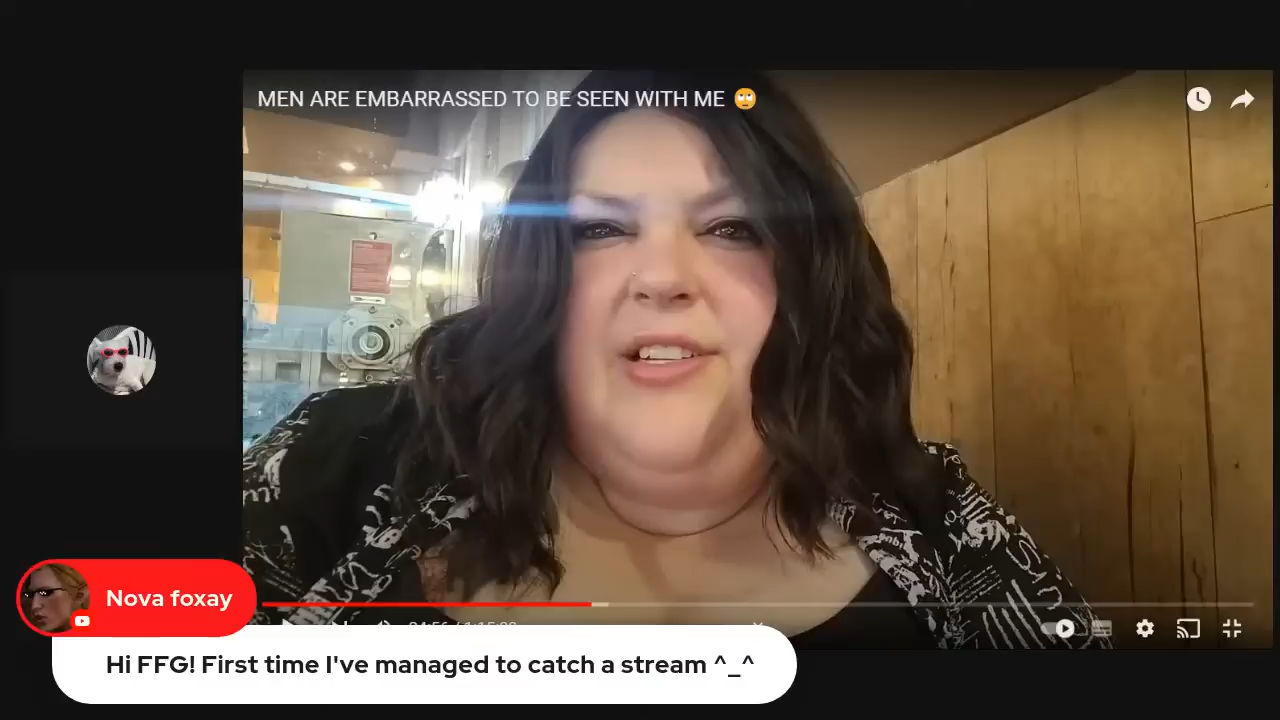 MEN ARE EMBARRASSED TO BE SEEN WITH ME 🙄
Nova foxay
Hi FFG! First time I've managed to catch a stream ^_^